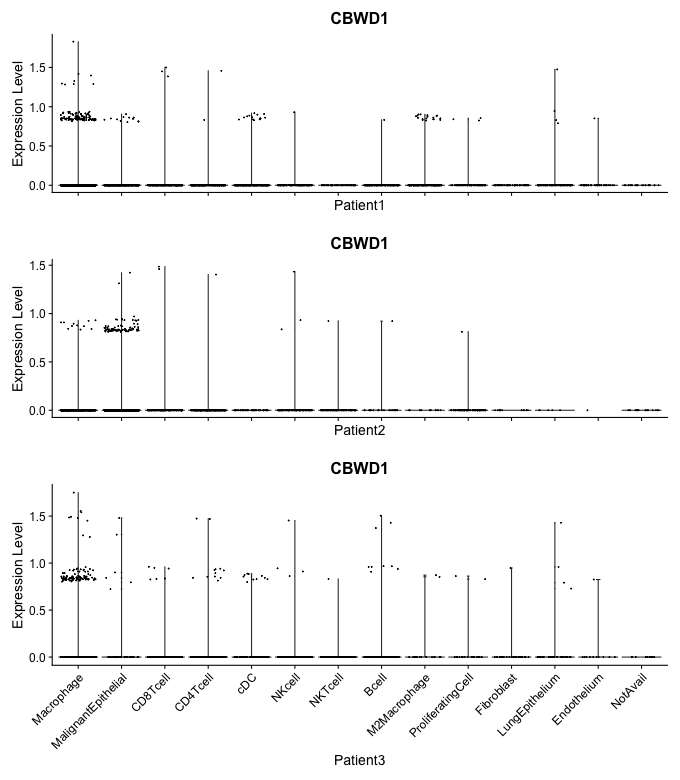 CBWD1
Expression Level
1.5
1.0
0.5
0.0
Patient1
CBWD1
Expression Level
1.5
1.0
0.5
0.0
Patient2
CBWD1
Expression Level
1.5
1.0
0.5
0.0
Macrophage
MalignantEpithelial
CD8Tcell
CD4Tcell
cDC
NKcell
NKTcell
Bcell
M2Macrophage
ProliferatingCell
Fibroblast
LungEpithelium
Endothelium
NotAvail
Patient3